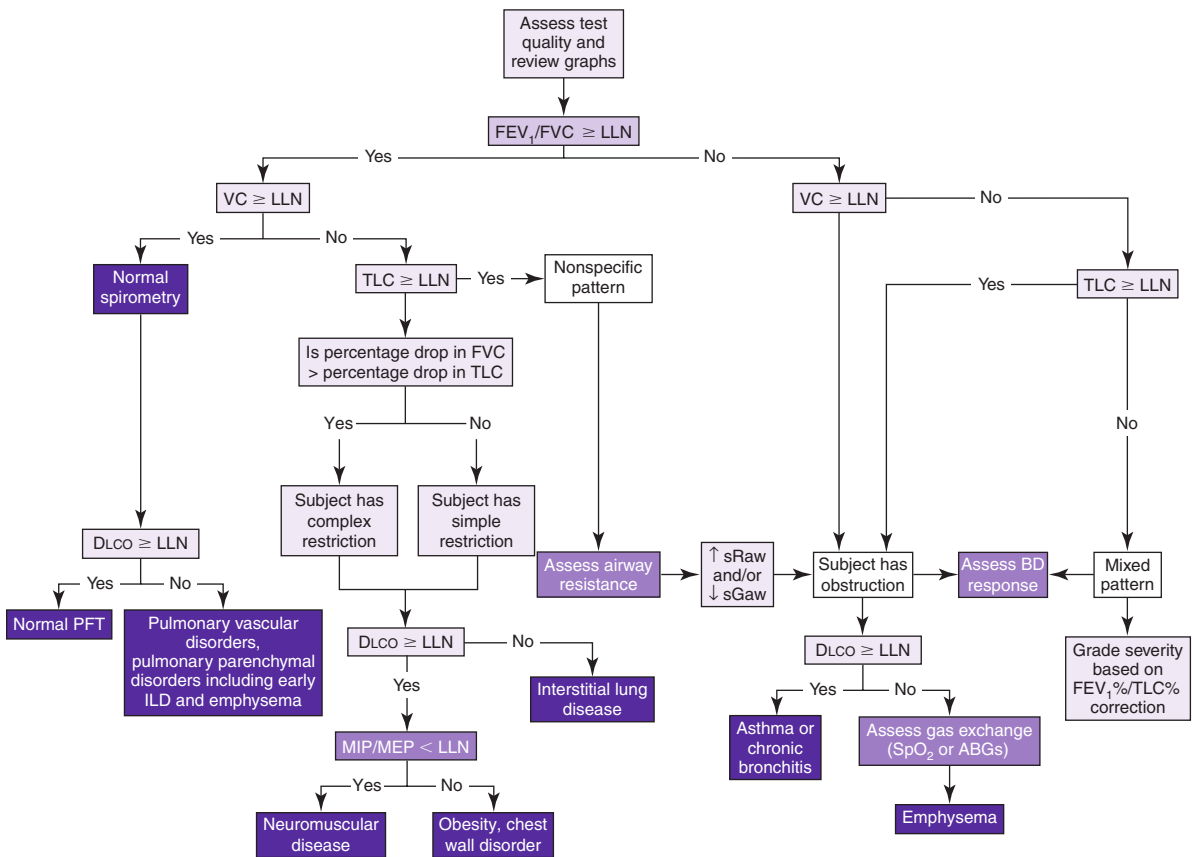 Assess test
quality and
review graphs
FEV₁/FVC ≥ LLN
Yes
No
VC ≥ LLN
VC ≥ LLN
No
Yes
No
Normal
spirometry
TLC ≥ LLN
Yes
Nonspecific
pattern
Yes
TLC ≥ LLN
Is percentage drop in FVC
> percentage drop in TLC
Yes
No
No
Subject has
complex
restriction
Subject has
simple
restriction
DLCO ≥ LLN
Yes
No
Assess airway
resistance
↑ sRaw
and/or
↓ sGaw
Subject has
obstruction
Assess BD
response
Mixed
pattern
Normal PFT
Pulmonary vascular
disorders,
pulmonary parenchymal
disorders including early
ILD and emphysema
DLCO ≥ LLN
No
Yes
Interstitial lung
disease
DLCO ≥ LLN
Yes
No
Grade severity
based on
FEV₁%/TLC%
correction
MIP/MEP < LLN
Yes
No
Asthma or
chronic
bronchitis
Assess gas exchange
(SpO₂ or ABGs)
Neuromuscular
disease
Obesity, chest
wall disorder
Emphysema